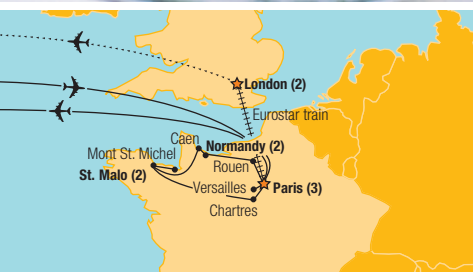 London (2)
Eurostar train
Caen
Normandy (2)
Mont St. Michel
Rouen
St. Malo (2)
Versailles
Paris (3)
Chartres